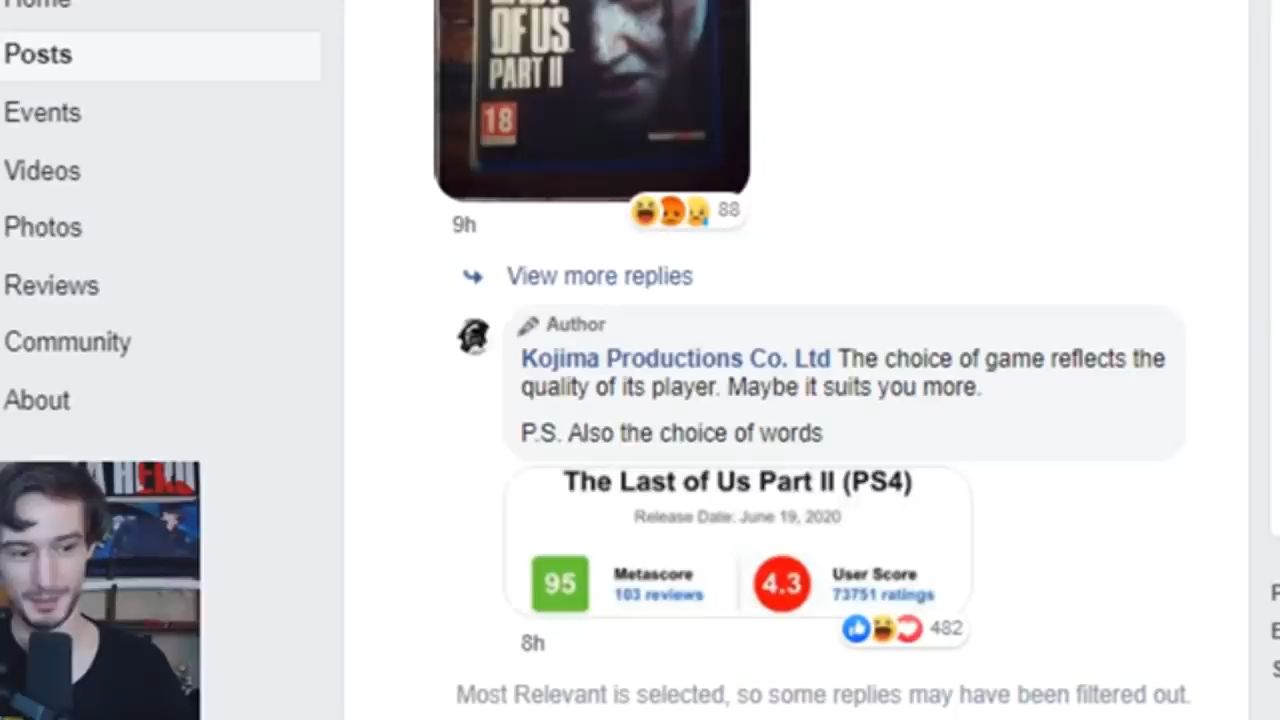 Home
Posts
Events
Videos
Photos
Reviews
Community
About
LAST
OF US
PART II
18
88
9h
View more replies
Author
Kojima Productions Co. Ltd The choice of game reflects the
quality of its player. Maybe it suits you more.
P.S. Also the choice of words
The Last of Us Part II (PS4)
Release Date: June 19, 2020
95
Metascore
103 reviews
4.3
User Score
73751 ratings
482
8h
Most Relevant is selected, so some replies may have been filtered out.